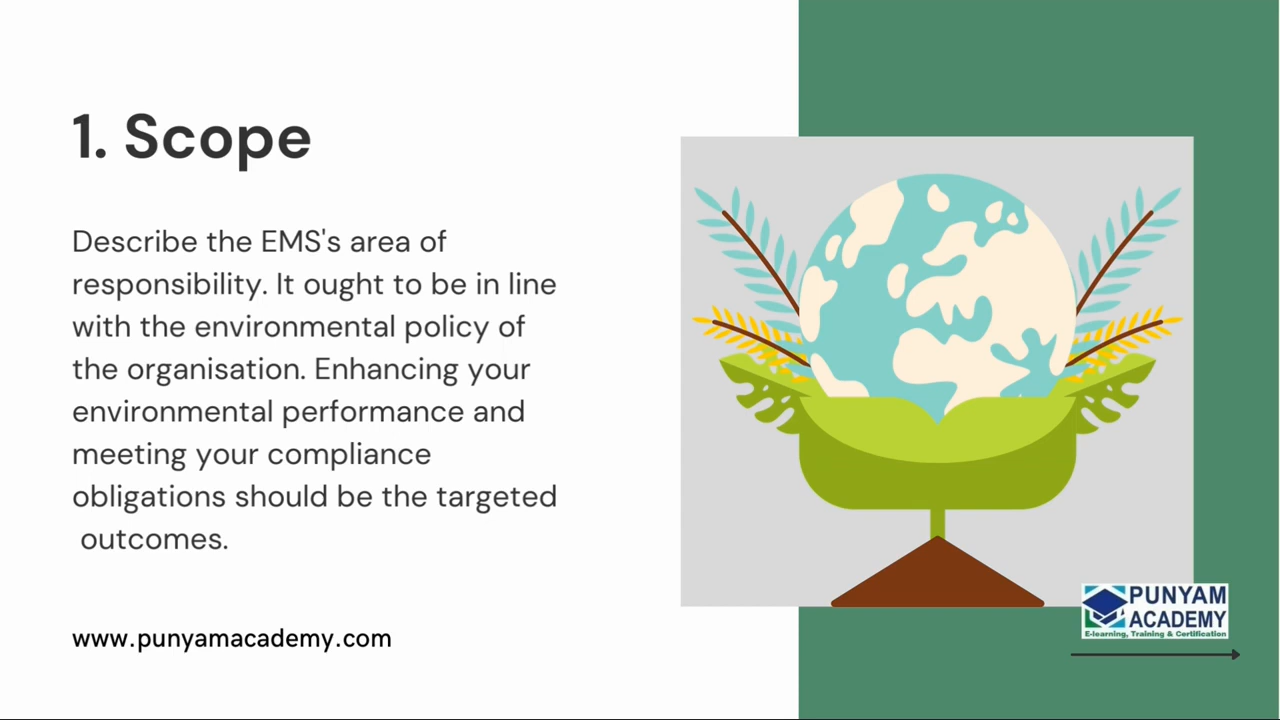 1. Scope
Describe the EMS's area of
responsibility. It ought to be in line
with the environmental policy of
the organisation. Enhancing your
environmental performance and
meeting your compliance
obligations should be the targeted
outcomes.
www.punyamacademy.com
PUNYAM
ACADEMY
E-learning, Training & Certification